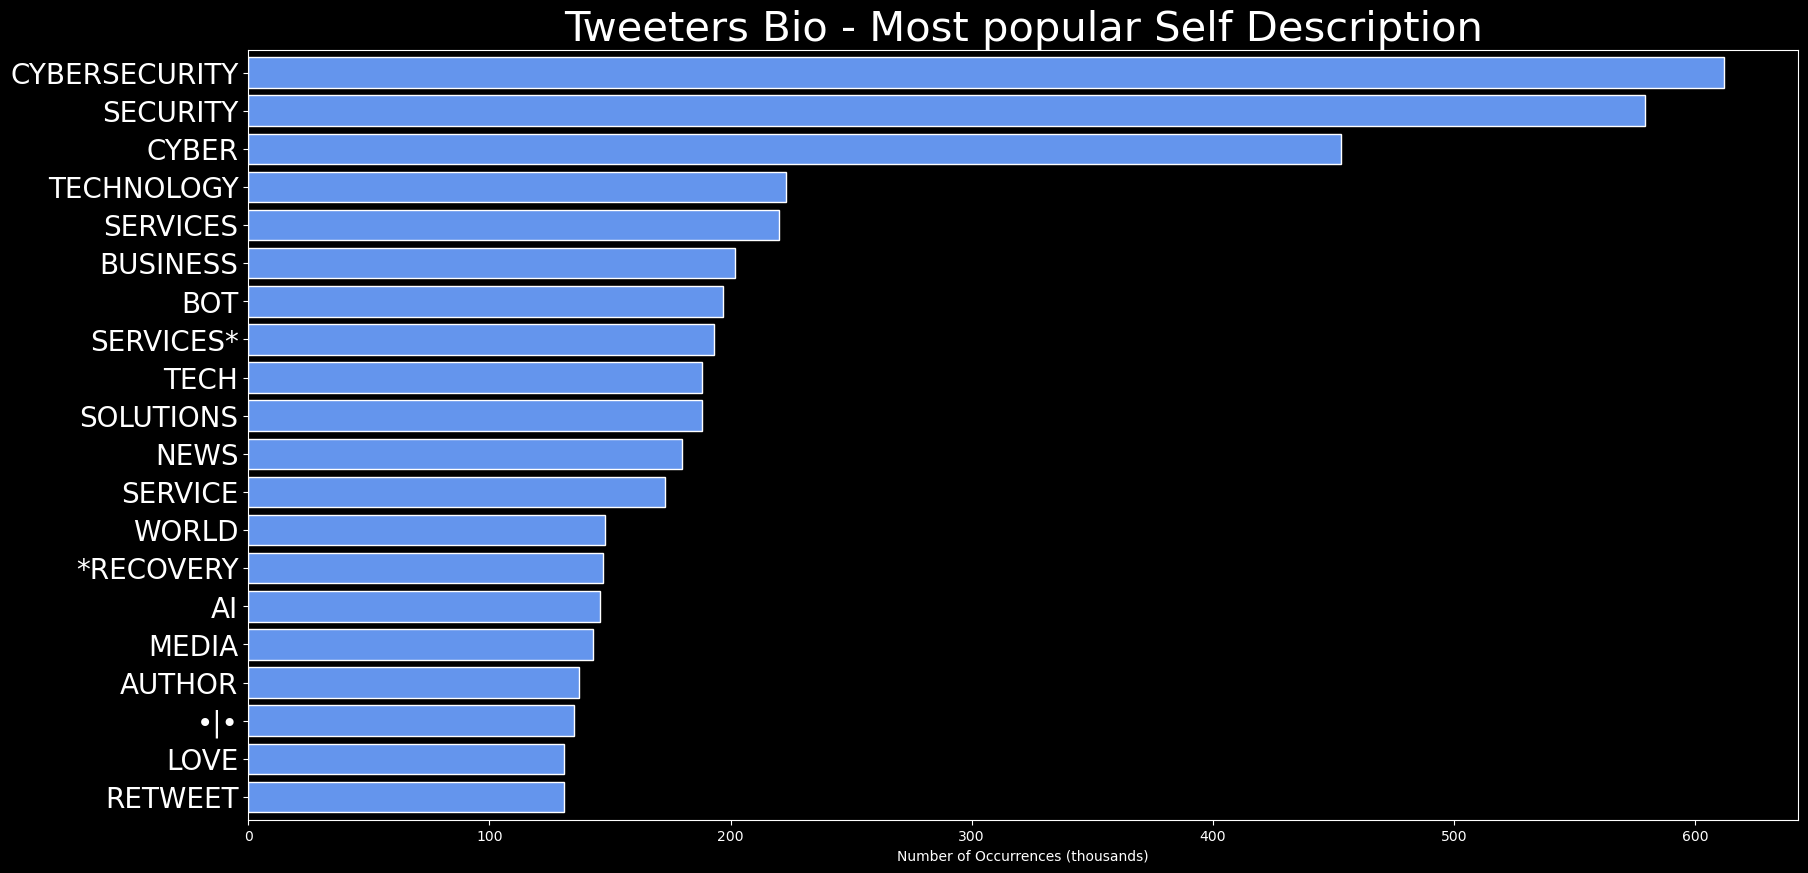 Tweeters Bio - Most popular Self Description
CYBERSECURITY
SECURITY
CYBER
TECHNOLOGY
SERVICES
BUSINESS
BOT
SERVICES*
TECH
SOLUTIONS
NEWS
SERVICE
WORLD
*RECOVERY
AI
MEDIA
AUTHOR
•|•
LOVE
RETWEET
0 100 200 300 400 500 600
Number of Occurrences (thousands)